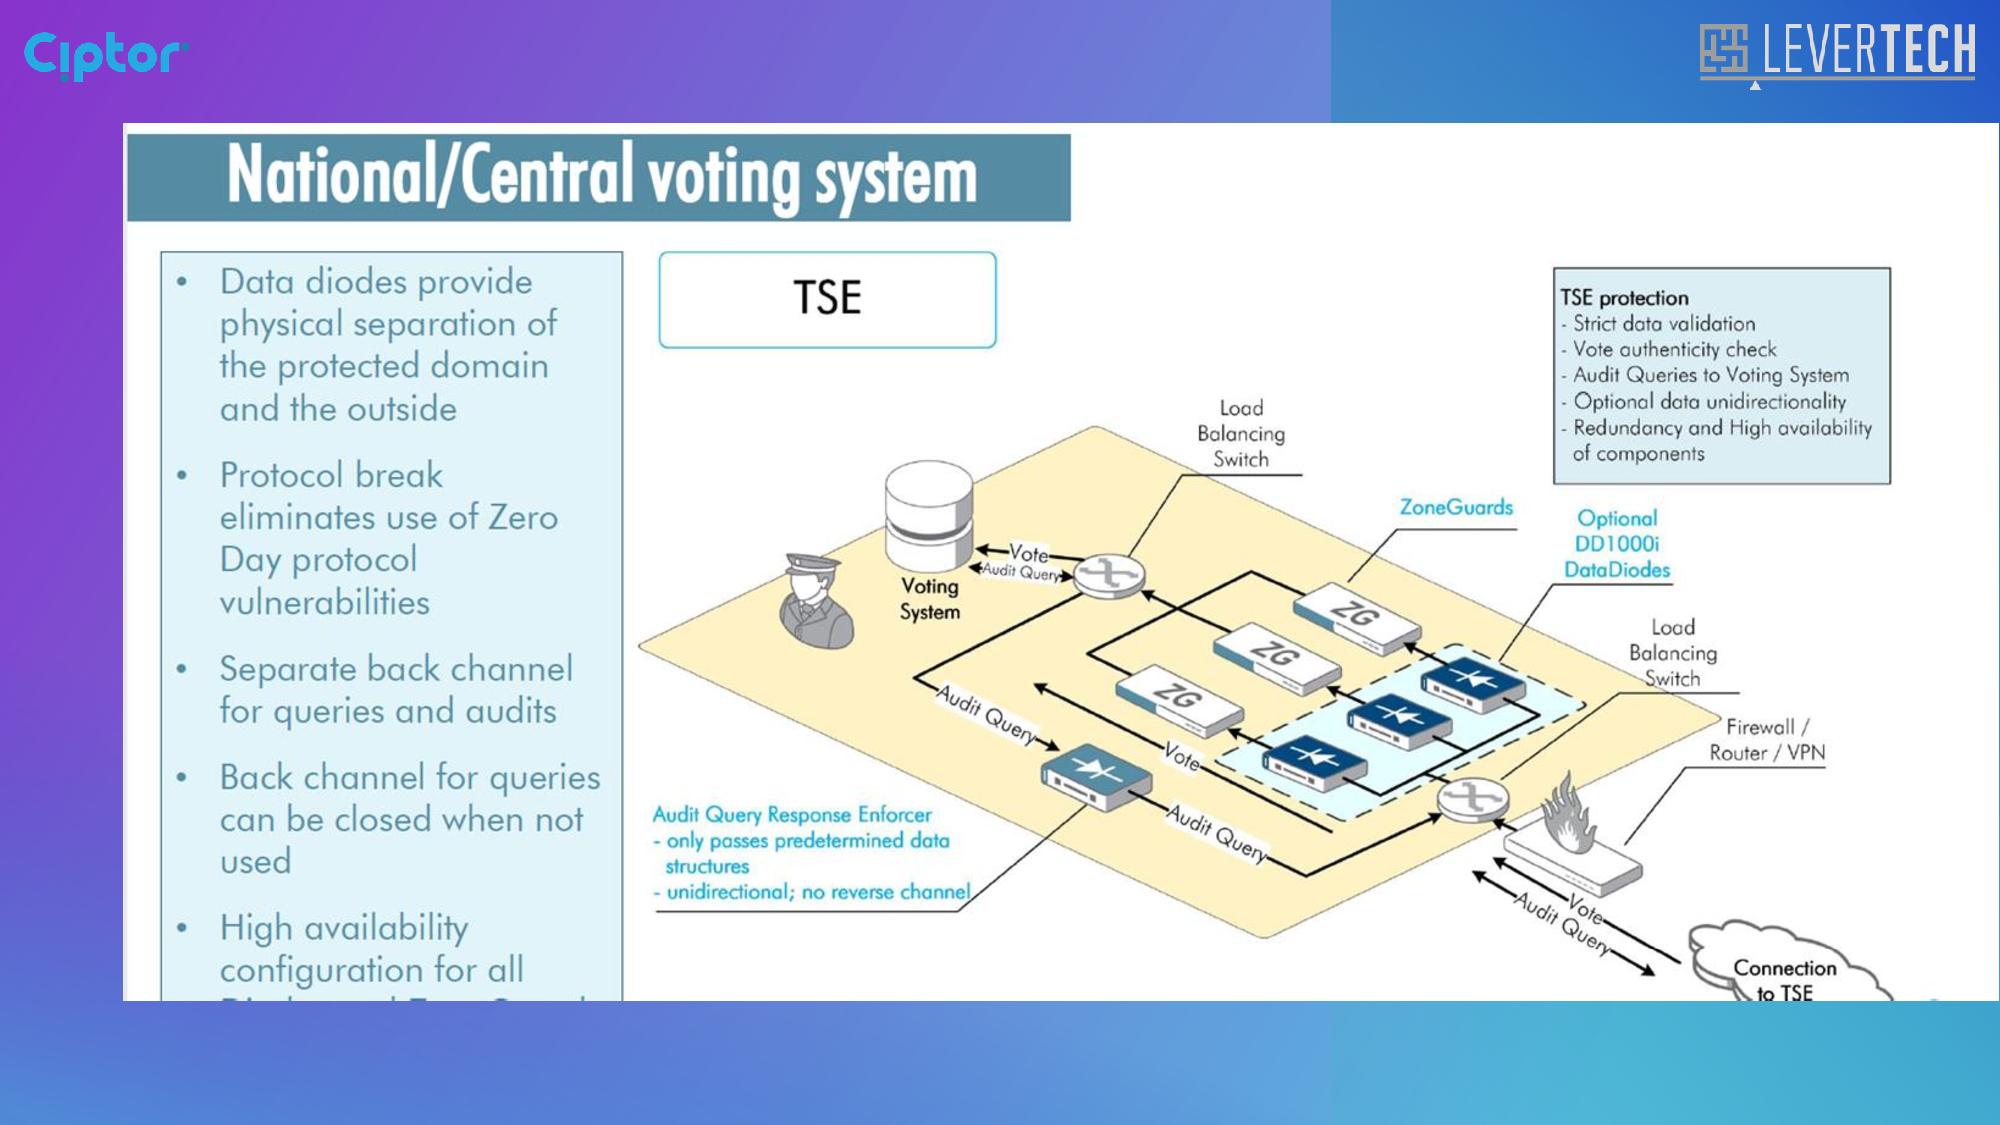 Ciptor
LEVERTECH
National/Central voting system
• Data diodes provide
physical separation of
the protected domain
and the outside
• Protocol break
eliminates use of Zero
Day protocol
vulnerabilities
• Separate back channel
for queries and audits
• Back channel for queries
can be closed when not
used
• High availability
configuration for all
TSE
TSE protection
- Strict data validation
- Vote authenticity check
- Audit Queries to Voting System
- Optional data unidirectionality
- Redundancy and High availability
of components
Load
Balancing
Switch
ZoneGuards
Optional
DD1000i
DataDiodes
Vote
Audit Query
Voting
System
ZG
ZG
ZG
Load
Balancing
Switch
Audit Query
Vote
Firewall /
Router / VPN
Audit Query Response Enforcer
- only passes predetermined data
structures
- unidirectional; no reverse channel
Audit Query
Vote
Audit Query
Connection
to TSE